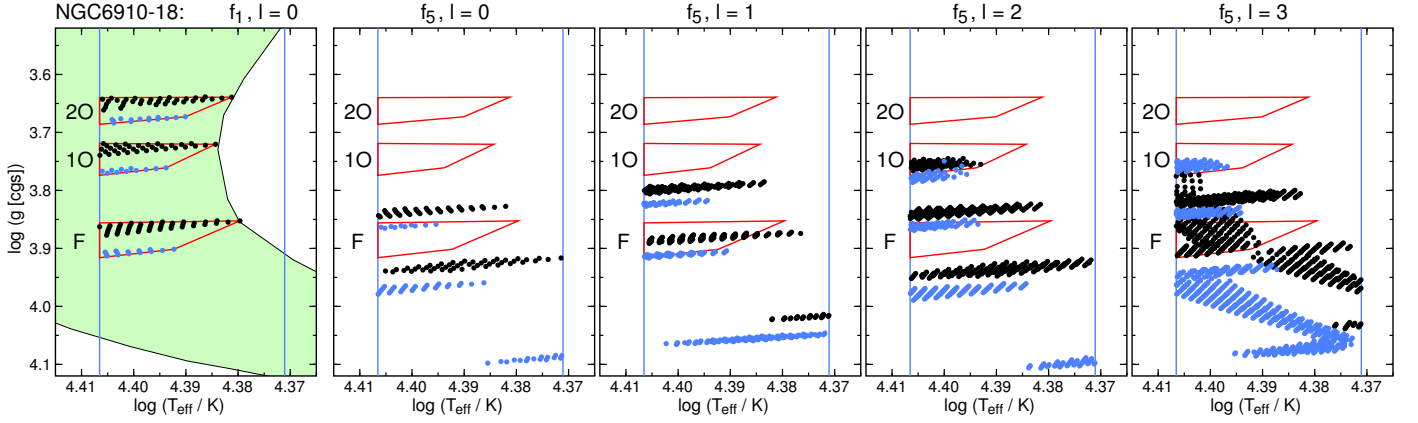 NGC6910-18: f1, l = 0 f5, l = 0 f5, l = 1 f5, l = 2 f5, l = 3
log (g [cgs])
3.6
3.7
3.8
3.9
4.0
4.1
2O
1O
F
2O
1O
F
2O
1O
F
2O
1O
F
2O
1O
F
4.41 4.40 4.39 4.38 4.37 4.41 4.40 4.39 4.38 4.37 4.41 4.40 4.39 4.38 4.37 4.41 4.40 4.39 4.38 4.37 4.41 4.40 4.39 4.38 4.37
log (Teff / K) log (Teff / K) log (Teff / K) log (Teff / K) log (Teff / K)